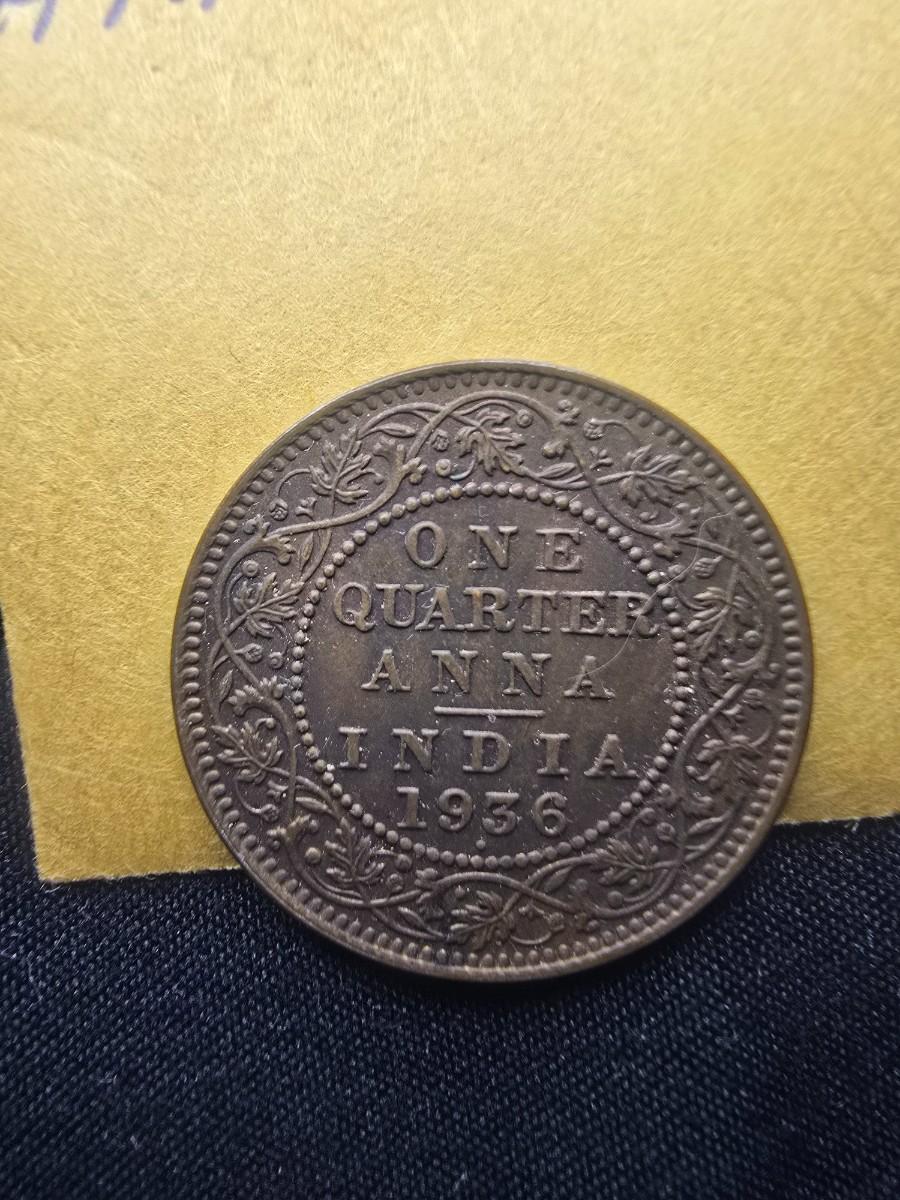 ONE
QUARTER
ANNA
INDIA
1936